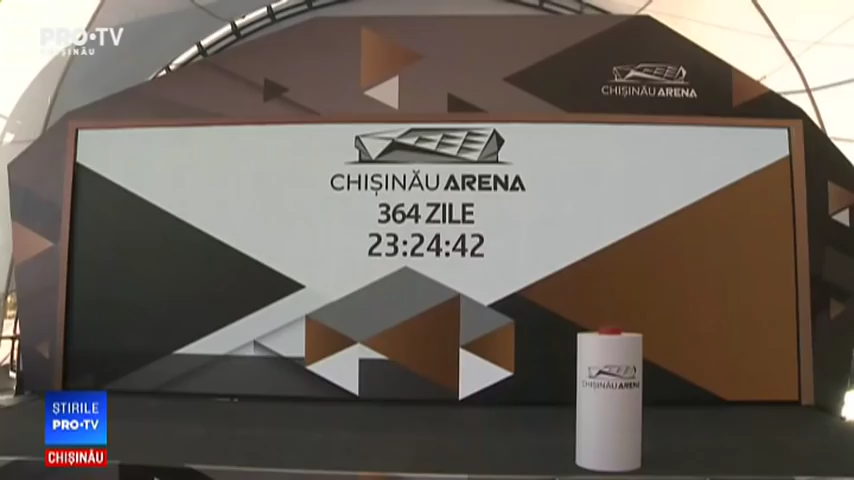 PRO•TV
CHIȘINĂU
CHIȘINĂU ARENA
CHIȘINĂU ARENA
364 ZILE
23:24:42
CHIȘINĂU ARENA
ȘTIRILE
PRO•TV
CHIȘINĂU